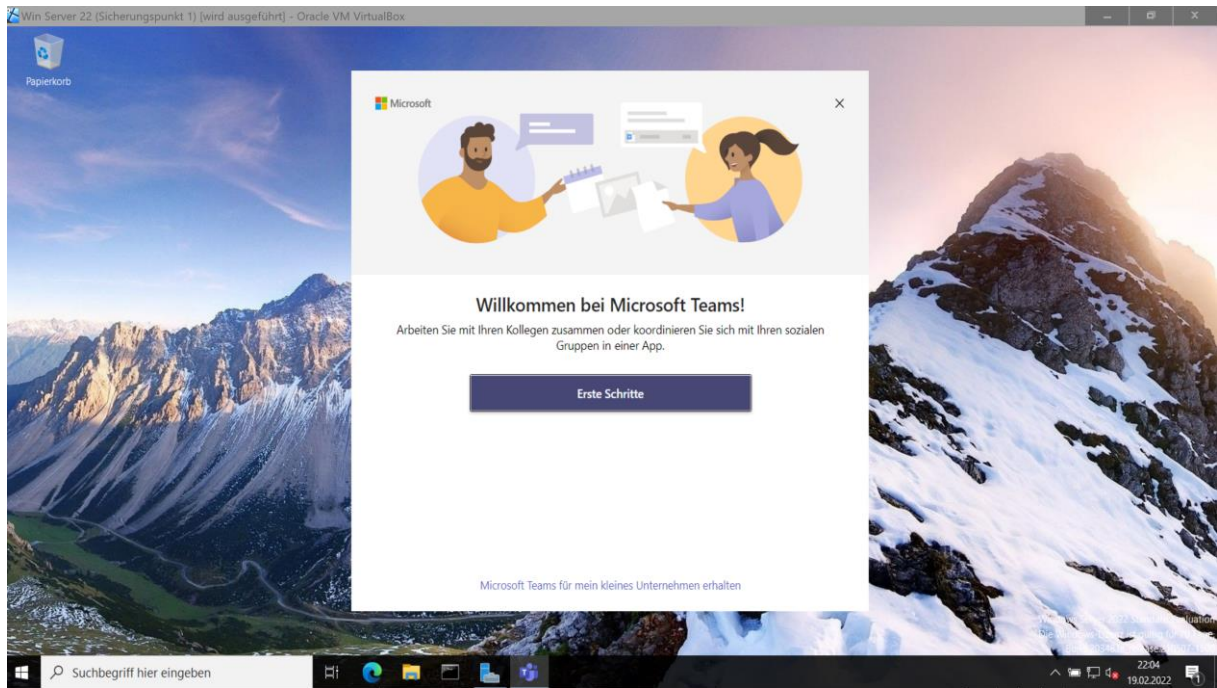 Win Server 22 (Sicherungspunkt 1) [wird ausgeführt] - Oracle VM VirtualBox
Papierkorb
Microsoft
Willkommen bei Microsoft Teams!
Arbeiten Sie mit Ihren Kollegen zusammen oder koordinieren Sie sich mit Ihren sozialen
Gruppen in einer App.
Erste Schritte
Microsoft Teams für mein kleines Unternehmen erhalten
Suchbegriff hier eingeben
22:04
19.02.2022